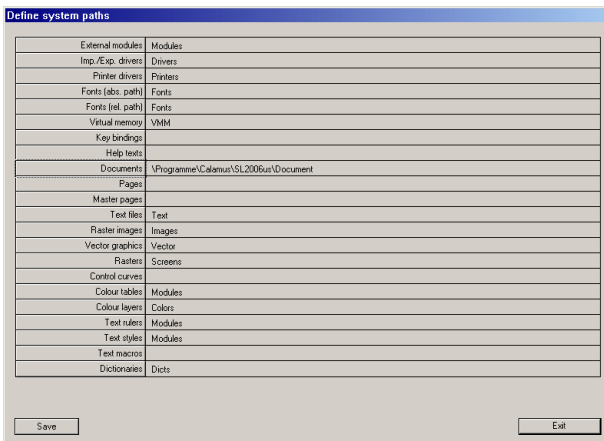 Define system paths
External modules Modules
Imp./Exp. drivers Drivers
Printer drivers Printers
Fonts (abs. path) Fonts
Fonts (rel. path) Fonts
Virtual memory VMM
Key bindings
Help texts
Documents \Programme\Calamus\SL2006us\Document
Pages
Master pages
Text files Text
Raster images Images
Vector graphics Vector
Rasters Screens
Control curves
Colour tables Modules
Colour layers Colors
Text rulers Modules
Text styles Modules
Text macros
Dictionaries Dicts
Save Exit